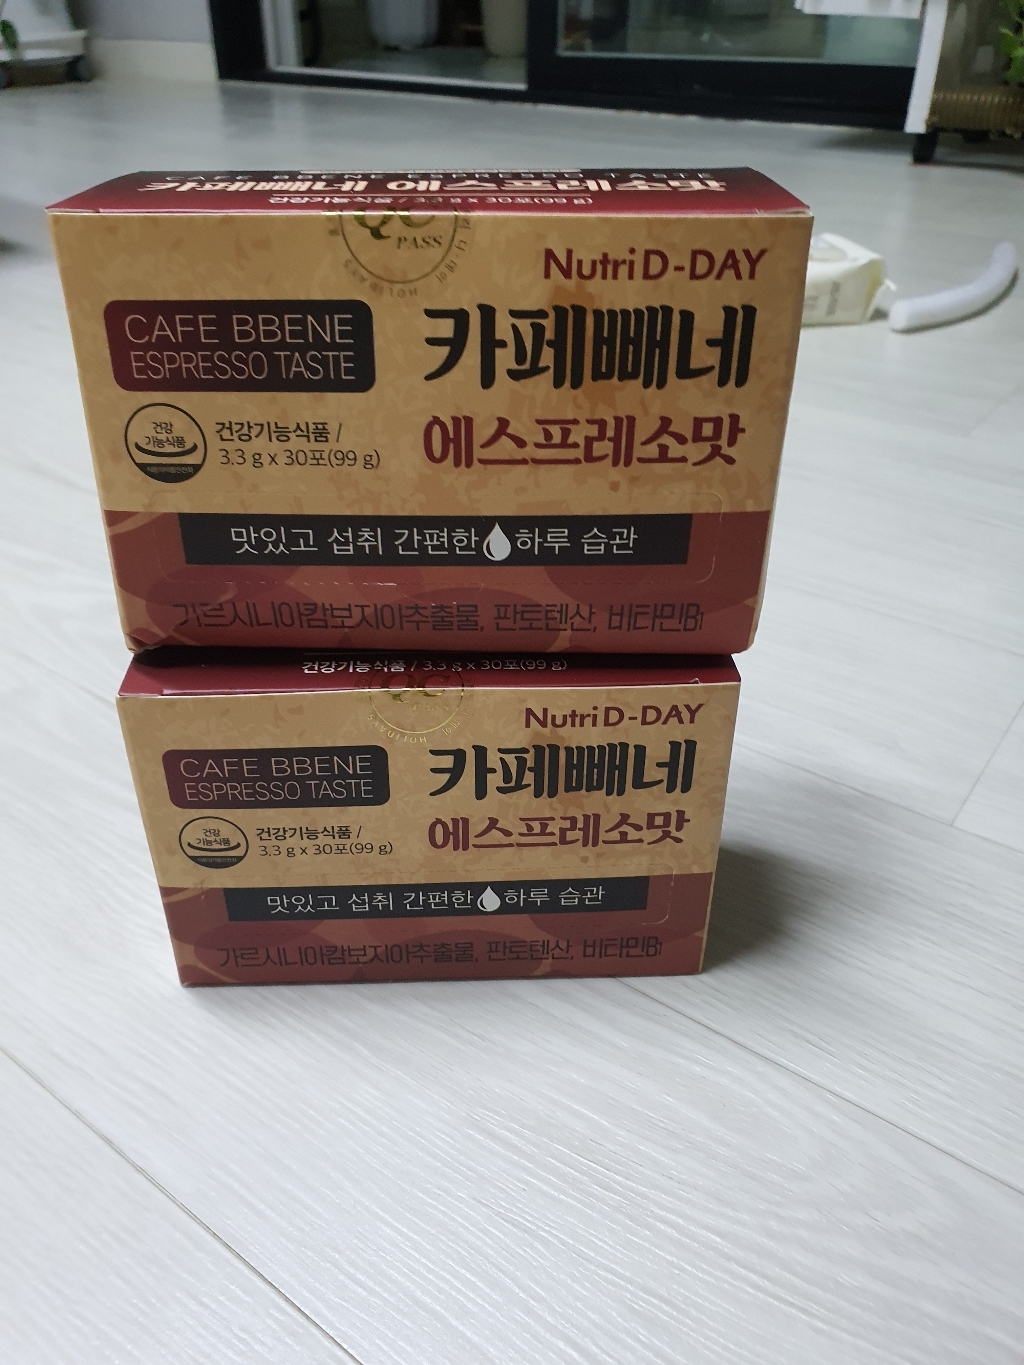 CAFE BBENE ESPRESSO TASTE
카페빼네 에스프레소맛
건강기능식품 / 3.3 g x 30포(99 g)
QC
PASS
Nutri D-DAY
CAFE BBENE
ESPRESSO TASTE
카페빼네
에스프레소맛
건강
기능식품
건강기능식품 /
3.3 g x 30포(99 g)
맛있고 섭취 간편한 하루 습관
가르시니아캄보지아추출물, 판토텐산, 비타민B1
건강기능식품 / 3.3 g x 30포(99 g)
QC
PASS
Nutri D-DAY
CAFE BBENE
ESPRESSO TASTE
카페빼네
에스프레소맛
건강
기능식품
건강기능식품 /
3.3 g x 30포(99 g)
맛있고 섭취 간편한 하루 습관
가르시니아캄보지아추출물, 판토텐산, 비타민B1